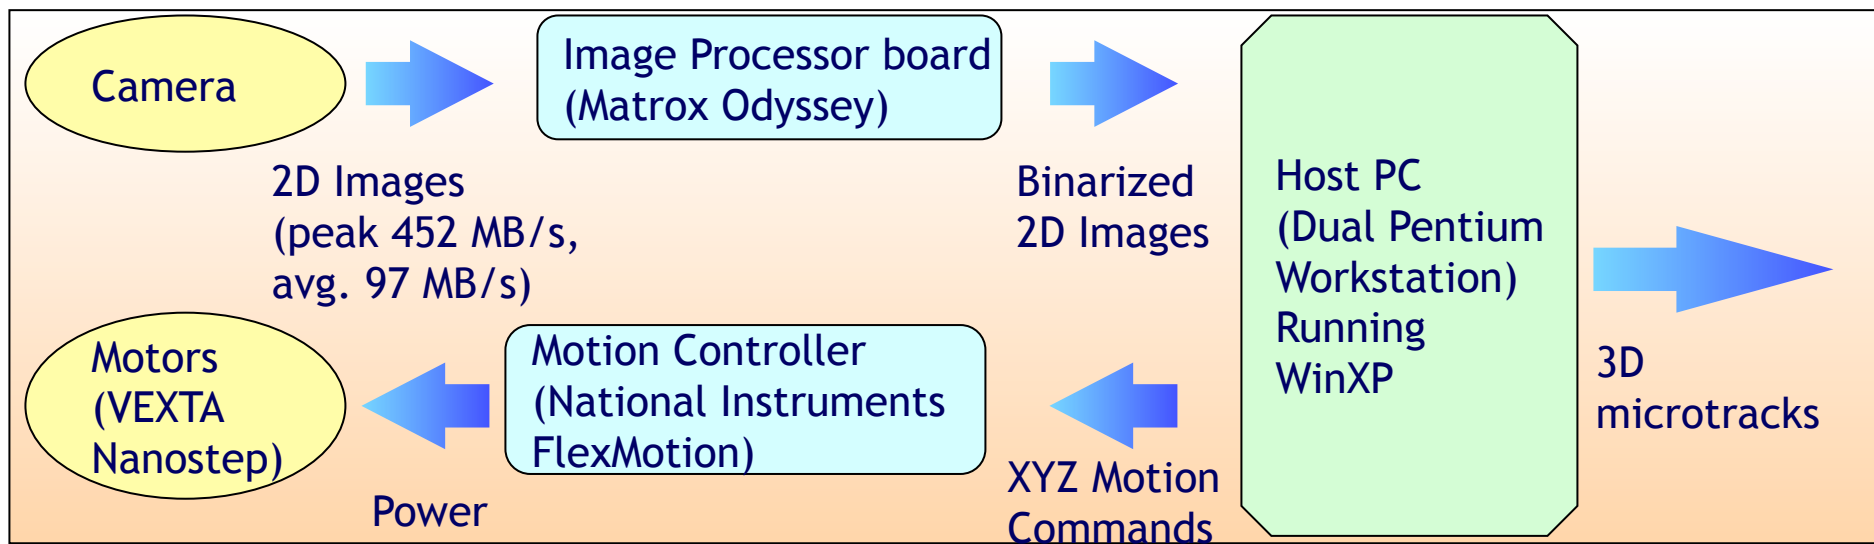 Camera
Image Processor board
(Matrox Odyssey)
2D Images
(peak 452 MB/s,
avg. 97 MB/s)
Binarized
2D Images
Host PC
(Dual Pentium
Workstation)
Running
WinXP
3D
microtracks
Motors
(VEXTA
Nanostep)
Power
Motion Controller
(National Instruments
FlexMotion)
XYZ Motion
Commands